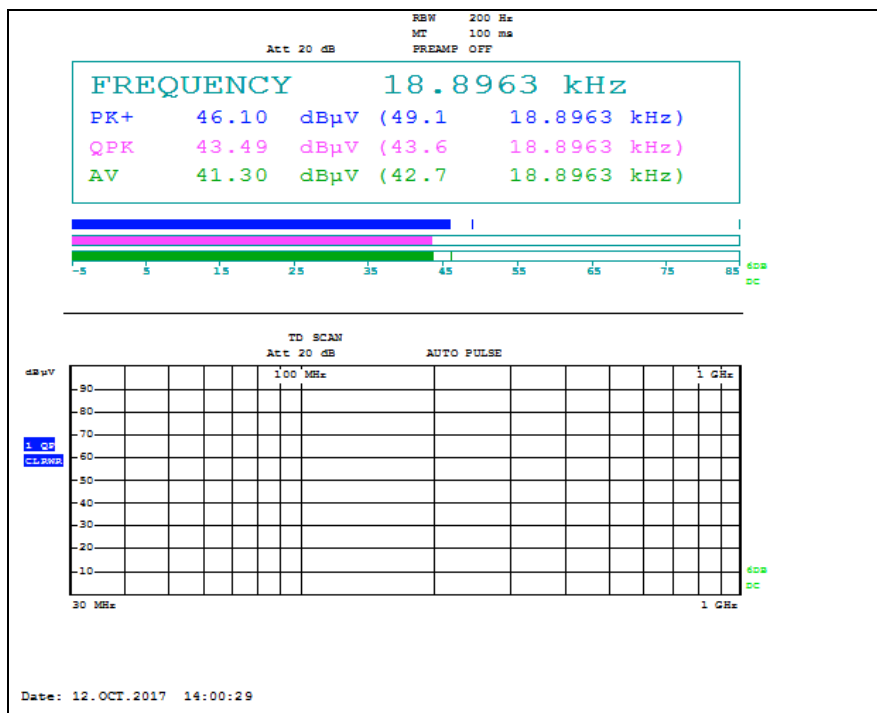 RBW 200 Hz
MT 100 ms
Att 20 dB PREAMP OFF
FREQUENCY 18.8963 kHz
PK+ 46.10 dBµV (49.1 18.8963 kHz)
QPK 43.49 dBµV (43.6 18.8963 kHz)
AV 41.30 dBµV (42.7 18.8963 kHz)
-5 5 15 25 35 45 55 65 75 85
6DB
DC
TD SCAN
Att 20 dB AUTO PULSE
dBµV
100 MHz 1 GHz
90
80
70
1 QP
CLRWR
60
50
40
30
20
10
6DB
DC
30 MHz 1 GHz
Date: 12.OCT.2017 14:00:29